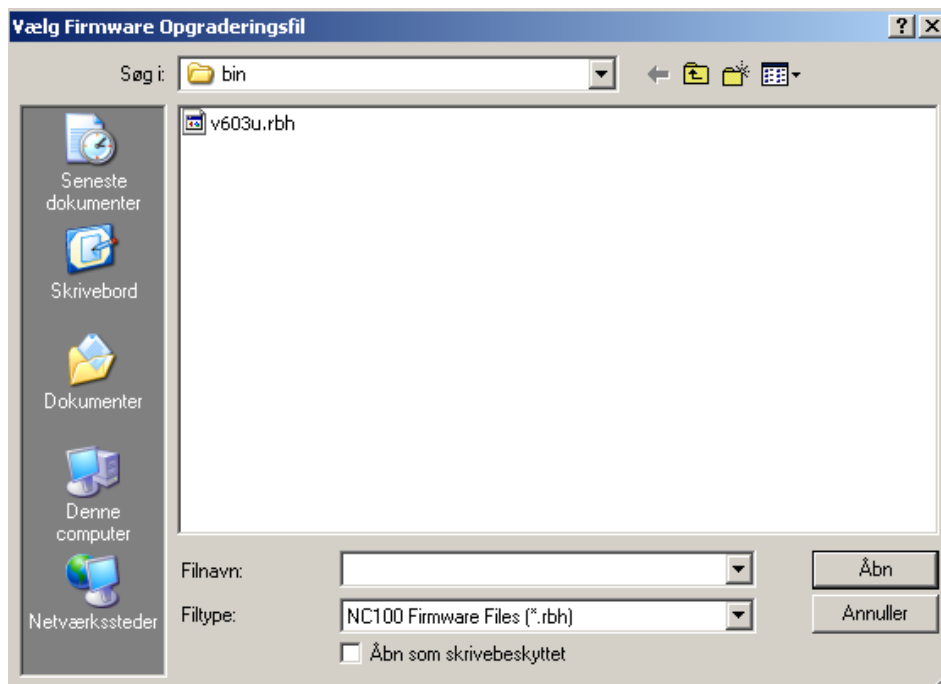 Vælg Firmware Opgraderingsfil
Søg i:
bin
v603u.rbh
Seneste
dokumenter
Skrivebord
Dokumenter
Denne
computer
Netværkssteder
Filnavn:
Åbn
Filtype:
NC100 Firmware Files (*.rbh)
Annuller
Åbn som skrivebeskyttet